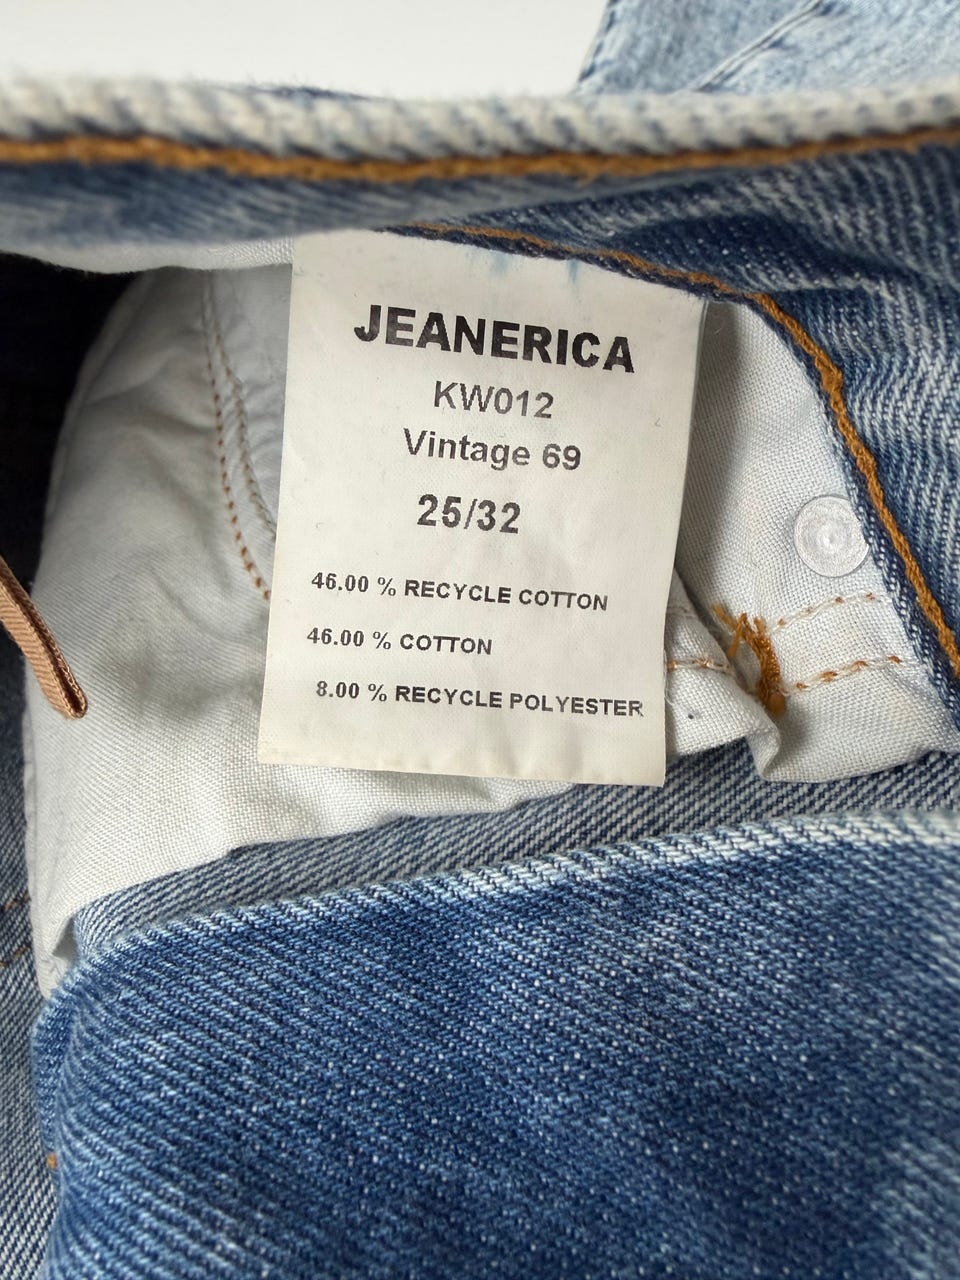 JEANERICA
KW012
Vintage 69
25/32
46.00 % RECYCLE COTTON
46.00 % COTTON
8.00 % RECYCLE POLYESTER